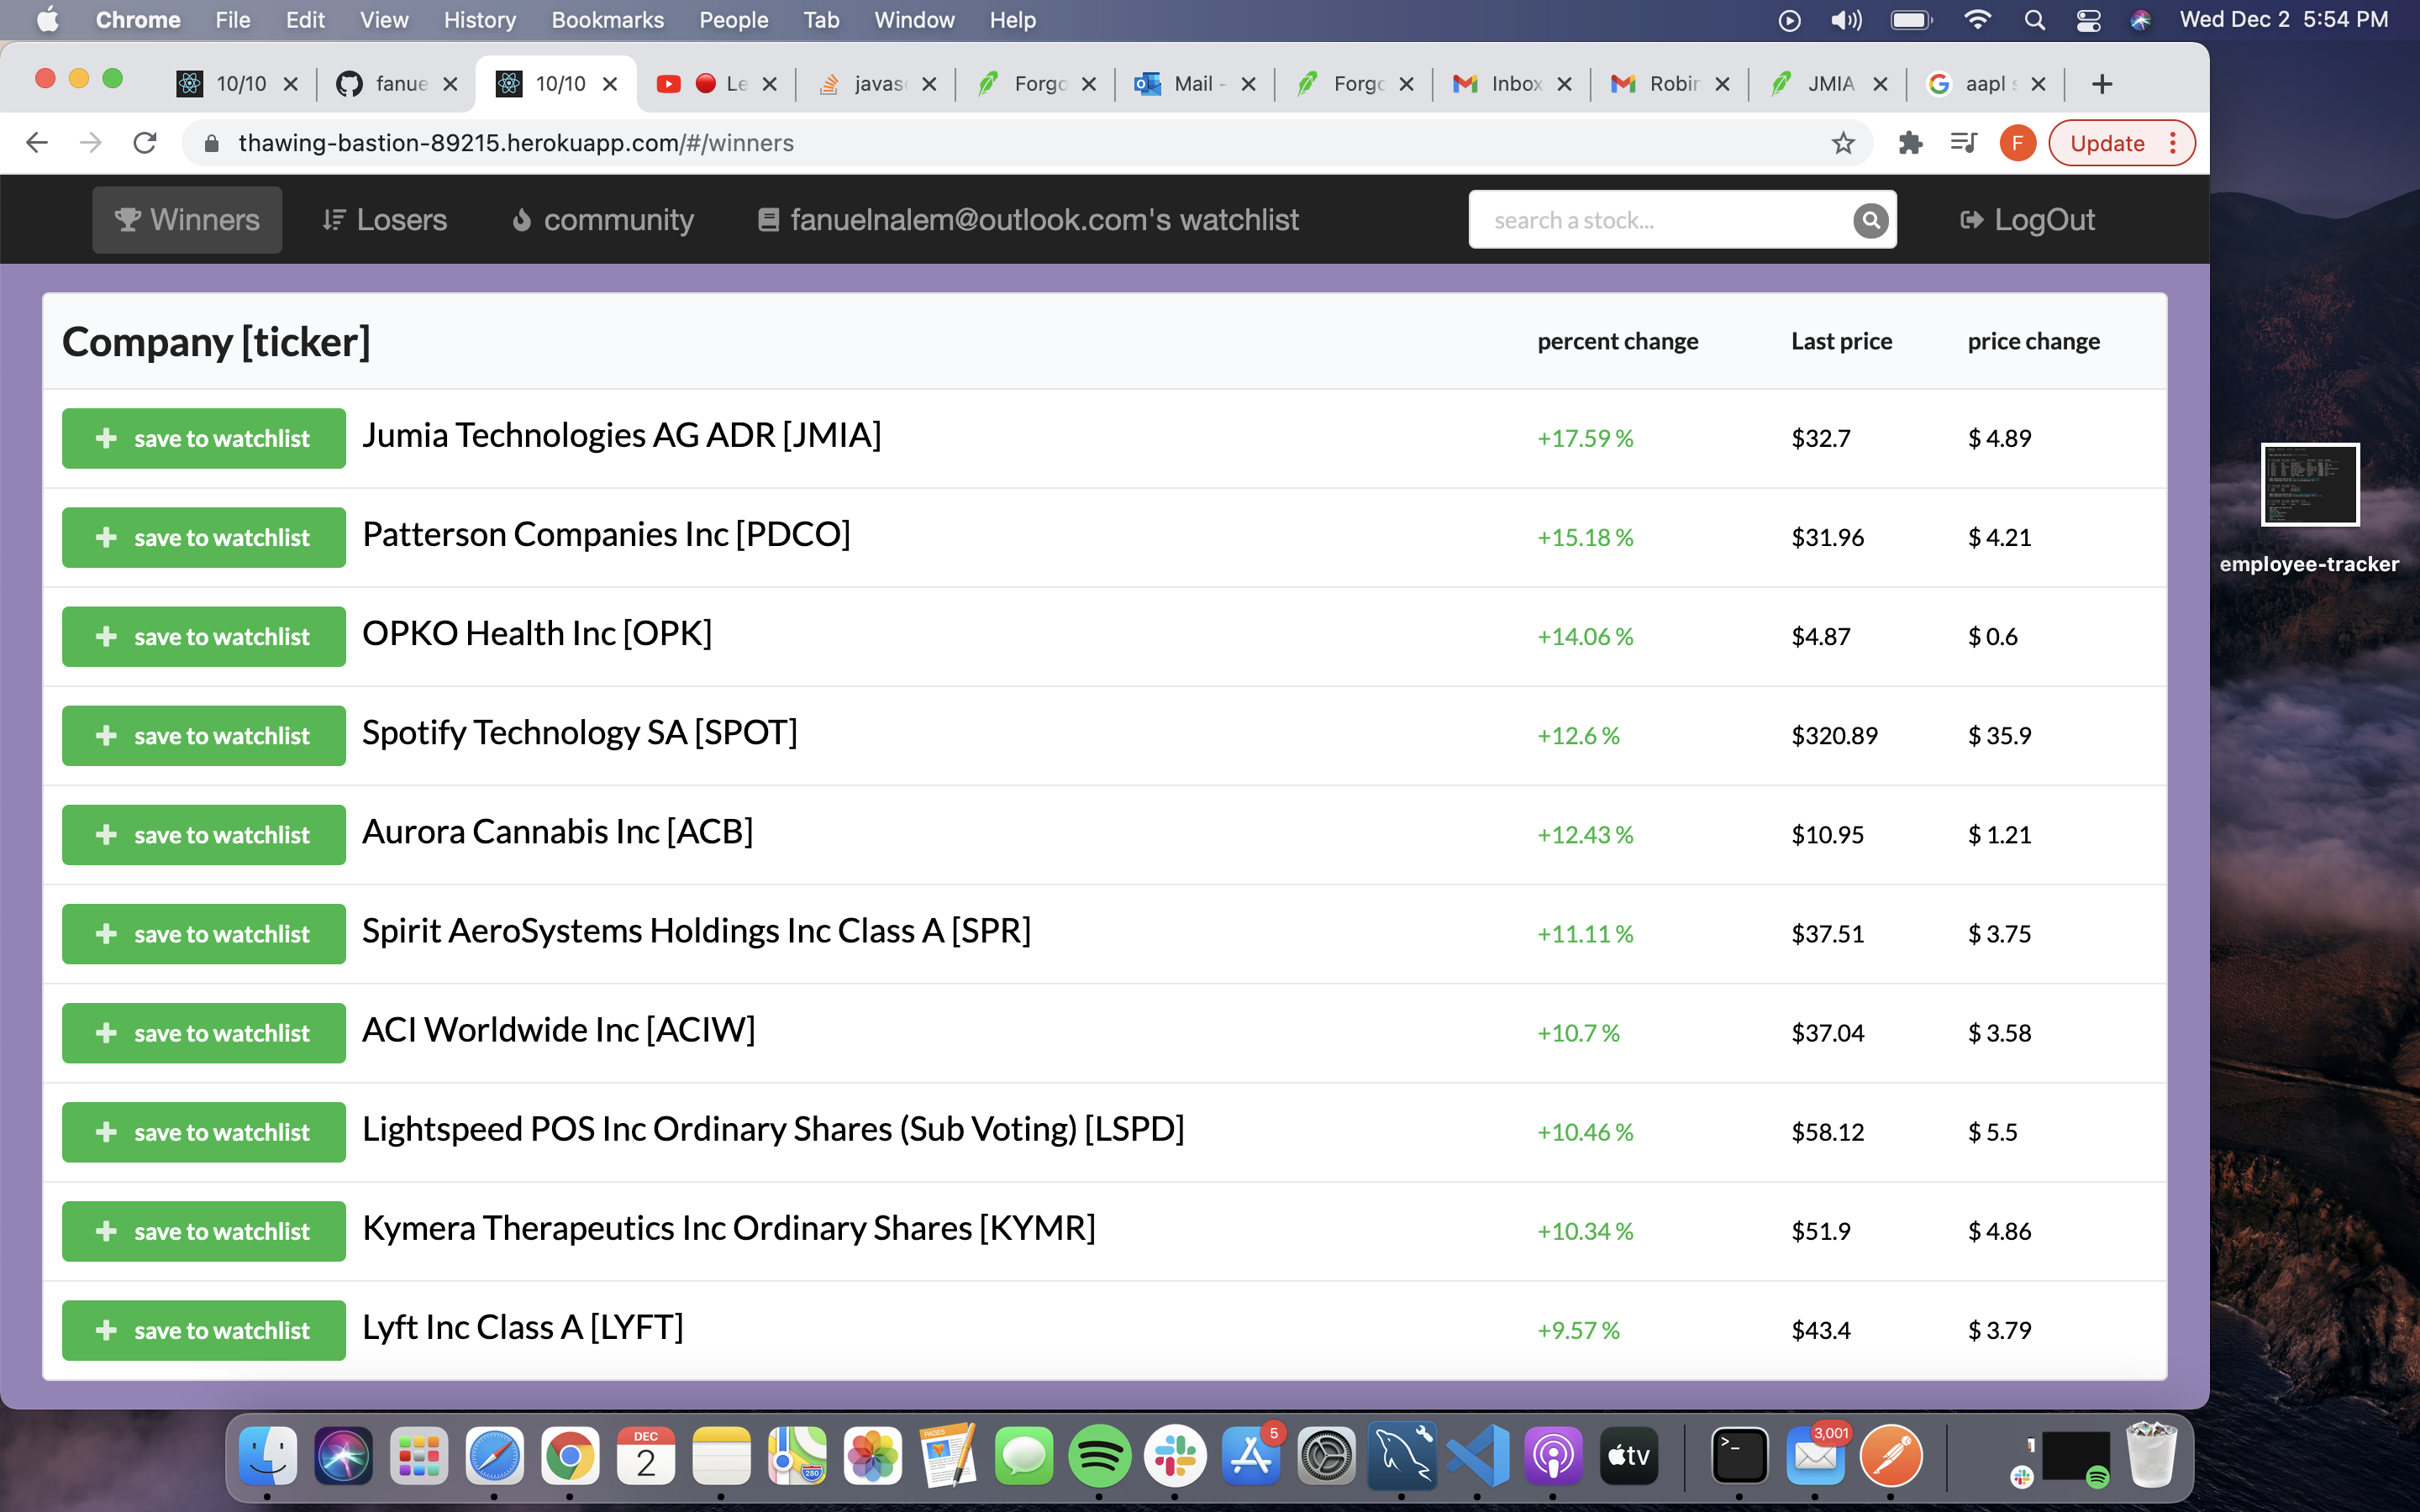 Chrome File Edit View History Bookmarks People Tab Window Help Wed Dec 2 5:54 PM
10/10 fanue 10/10 Le javas Forgo Mail - Forgo Inbox Robin JMIA aapl s
thawing-bastion-89215.herokuapp.com/#/winners F Update
Winners Losers community fanuelnalem@outlook.com's watchlist search a stock... LogOut
Company [ticker] percent change Last price price change
save to watchlist Jumia Technologies AG ADR [JMIA] +17.59 % $32.7 $ 4.89
save to watchlist Patterson Companies Inc [PDCO] +15.18 % $31.96 $ 4.21
employee-tracker
save to watchlist OPKO Health Inc [OPK] +14.06 % $4.87 $ 0.6
save to watchlist Spotify Technology SA [SPOT] +12.6 % $320.89 $ 35.9
save to watchlist Aurora Cannabis Inc [ACB] +12.43 % $10.95 $ 1.21
save to watchlist Spirit AeroSystems Holdings Inc Class A [SPR] +11.11 % $37.51 $ 3.75
save to watchlist ACI Worldwide Inc [ACIW] +10.7 % $37.04 $ 3.58
save to watchlist Lightspeed POS Inc Ordinary Shares (Sub Voting) [LSPD] +10.46 % $58.12 $ 5.5
save to watchlist Kymera Therapeutics Inc Ordinary Shares [KYMR] +10.34 % $51.9 $ 4.86
save to watchlist Lyft Inc Class A [LYFT] +9.57 % $43.4 $ 3.79
DEC
2
PAGES
280
5
tv
>_
3,001